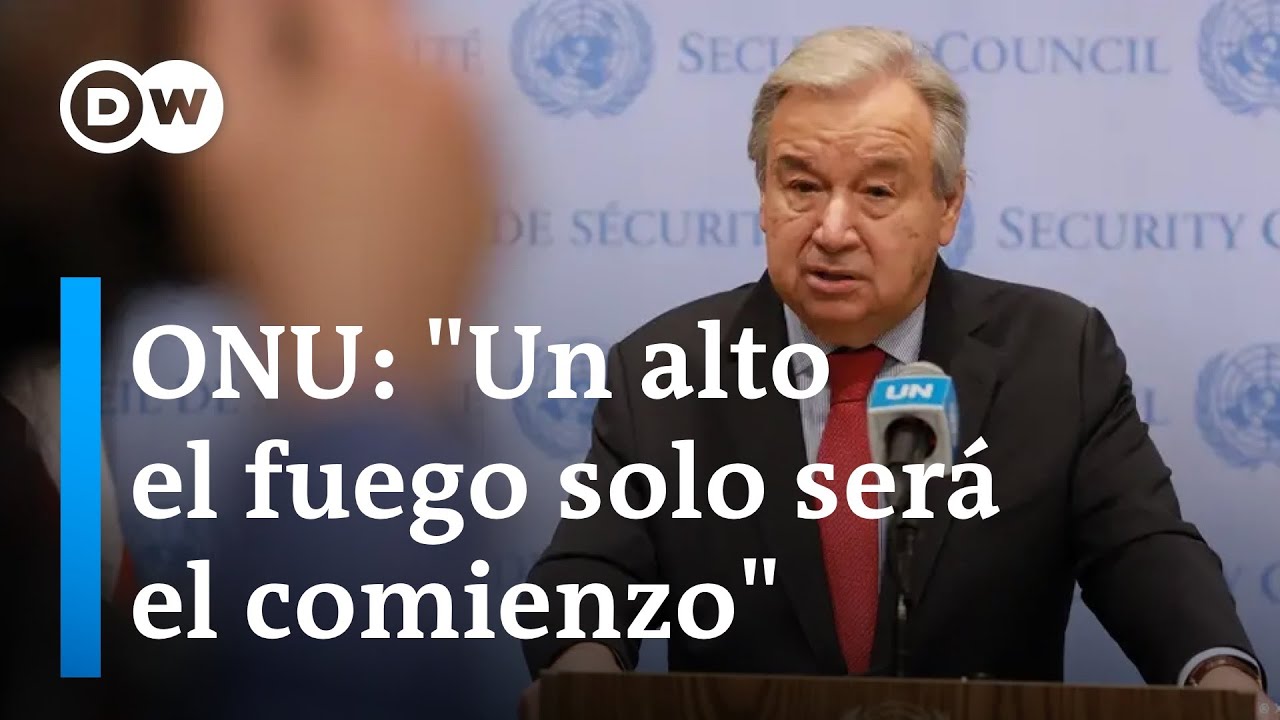 SECURITY COUNCIL
DW
DE SÉCURITÉ
SECURITY C
UN
ONU: "Un alto
el fuego solo será
el comienzo"